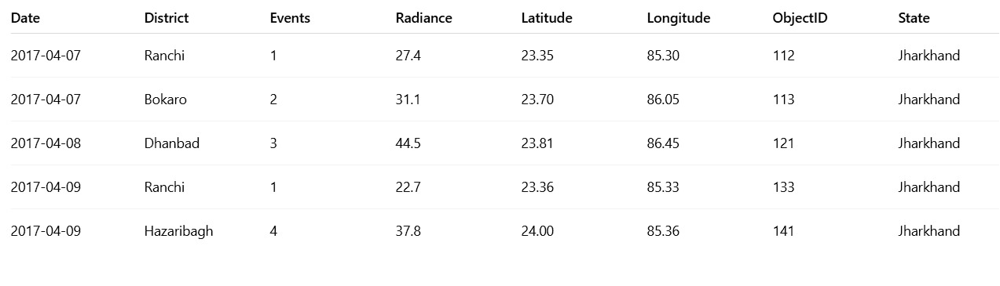 Date District Events Radiance Latitude Longitude ObjectID State
2017-04-07 Ranchi 1 27.4 23.35 85.30 112 Jharkhand
2017-04-07 Bokaro 2 31.1 23.70 86.05 113 Jharkhand
2017-04-08 Dhanbad 3 44.5 23.81 86.45 121 Jharkhand
2017-04-09 Ranchi 1 22.7 23.36 85.33 133 Jharkhand
2017-04-09 Hazaribagh 4 37.8 24.00 85.36 141 Jharkhand